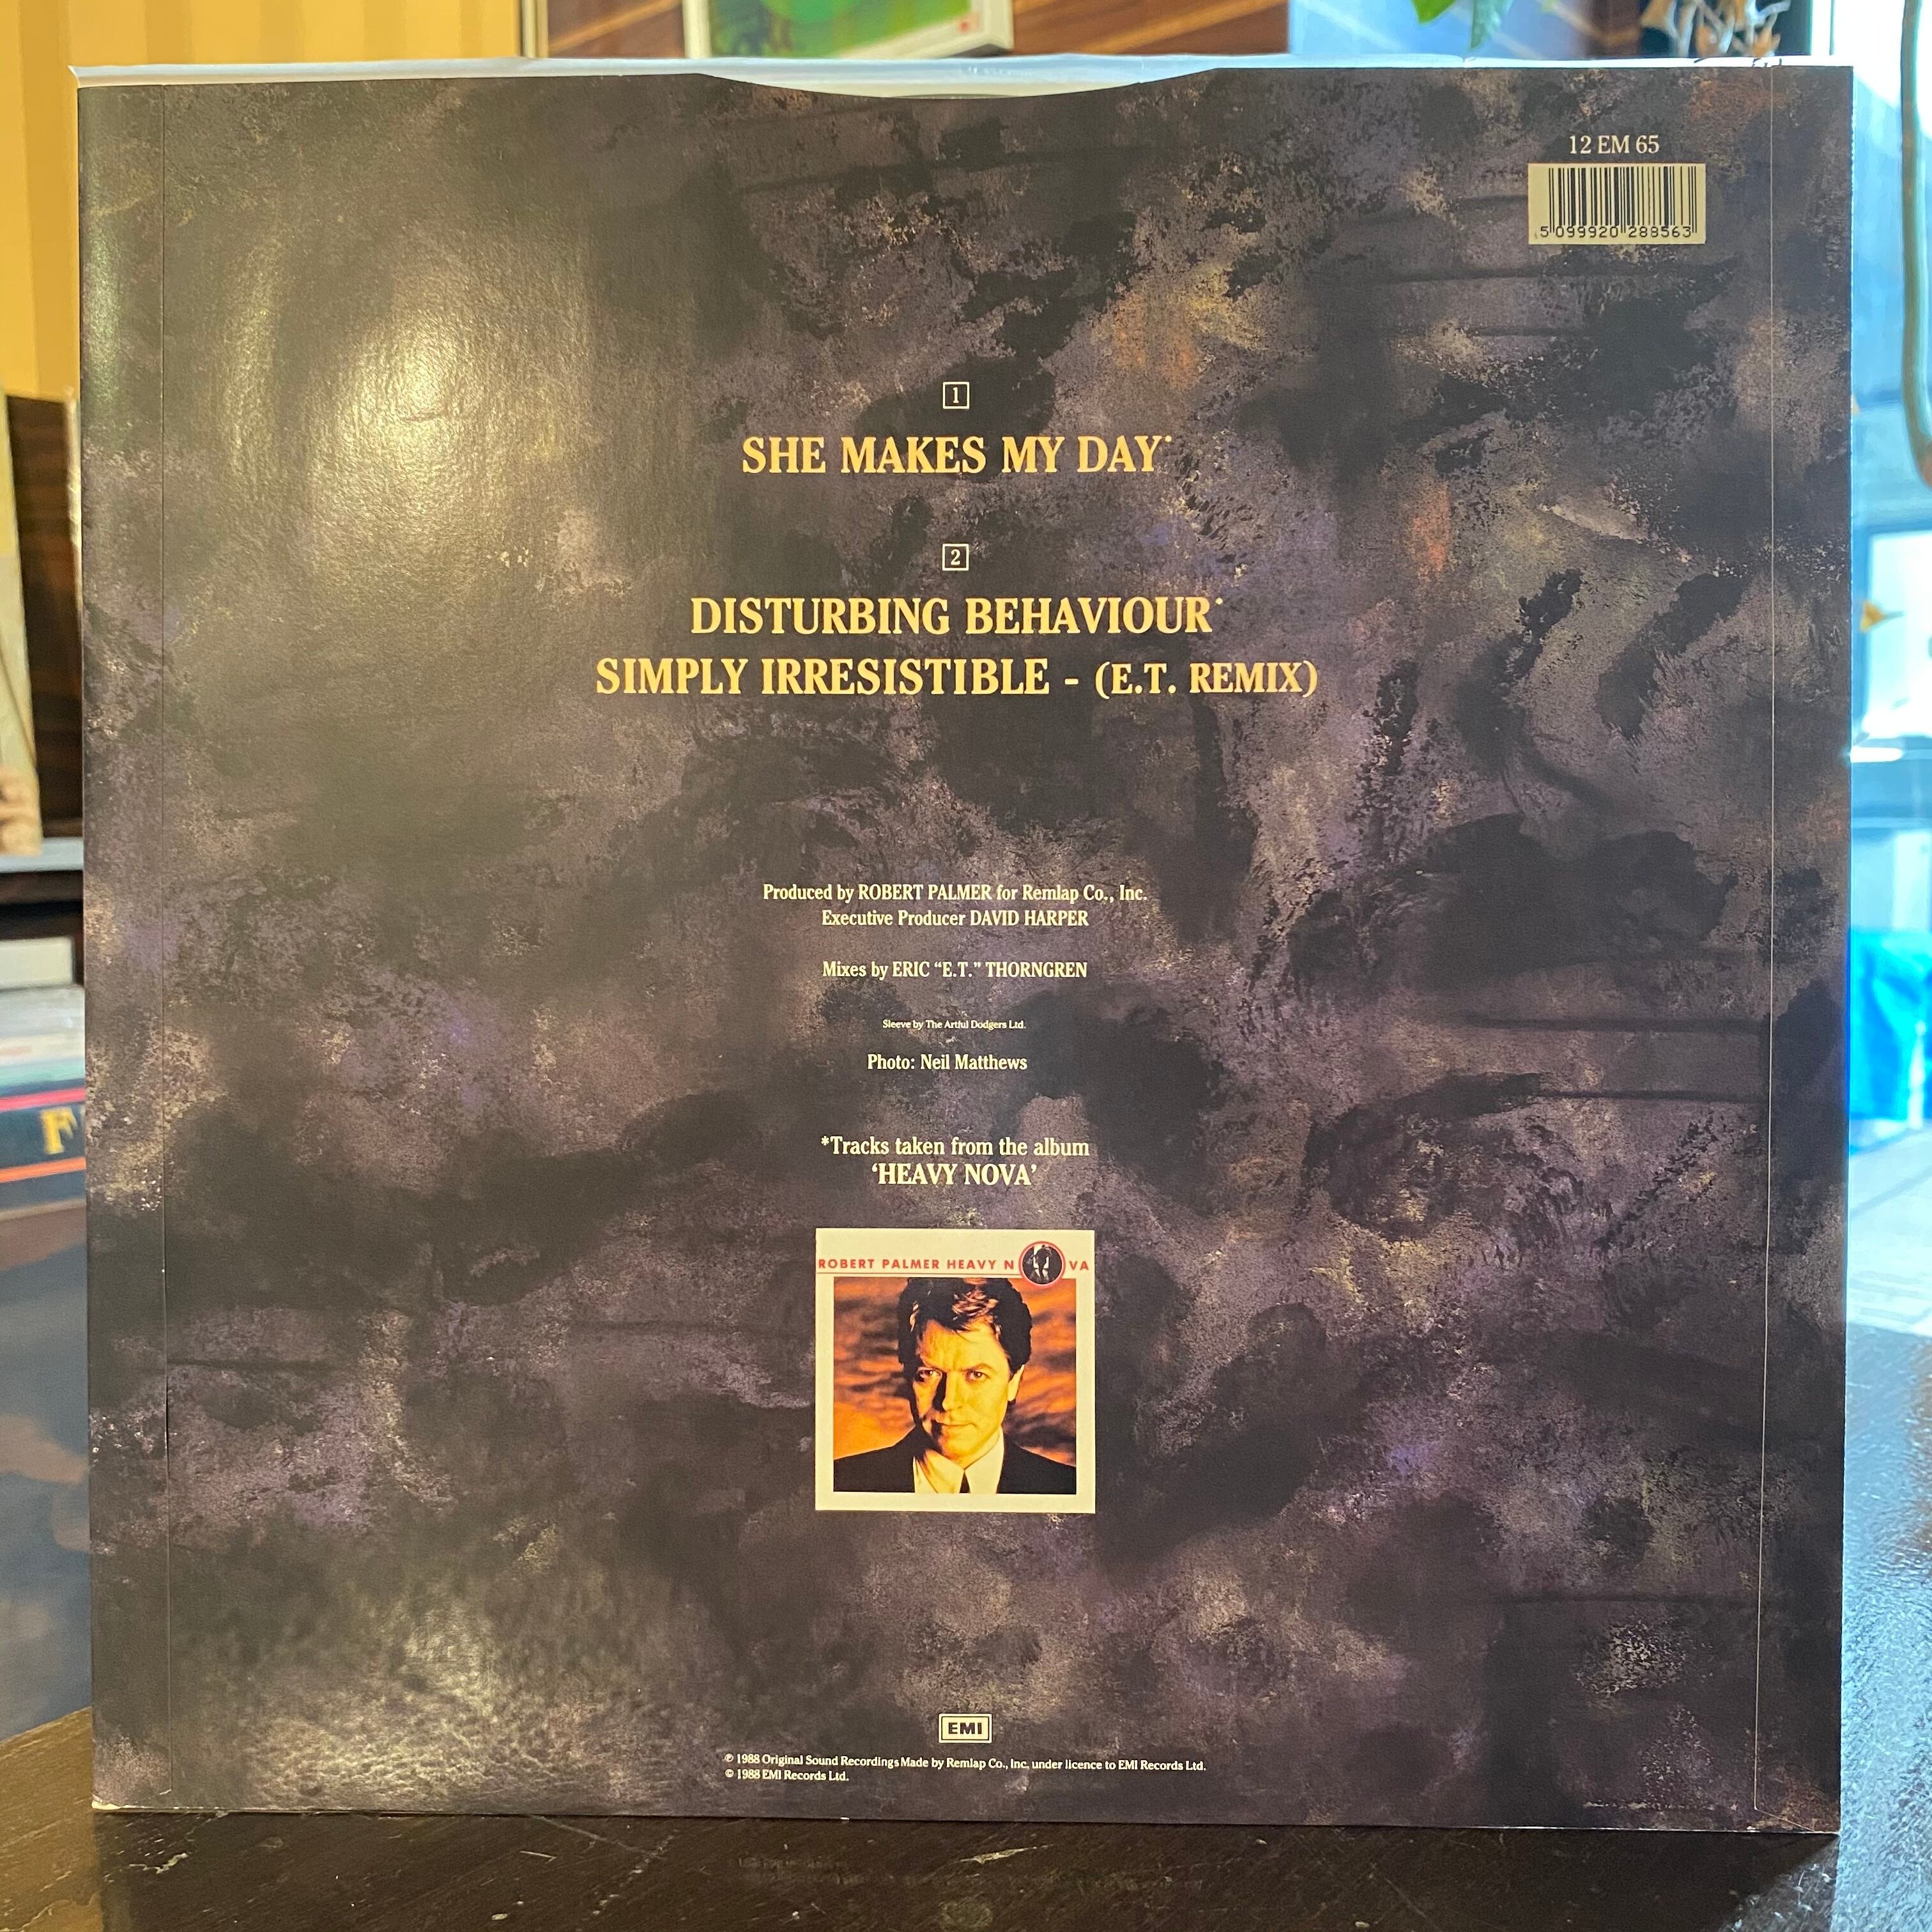 12 EM 65
5 099920 288563
1
SHE MAKES MY DAY*
2
DISTURBING BEHAVIOUR*
SIMPLY IRRESISTIBLE - (E.T. REMIX)
Produced by ROBERT PALMER for Remlap Co., Inc.
Executive Producer DAVID HARPER
Mixes by ERIC “E.T.” THORNGREN
Sleeve by The Artful Dodgers Ltd.
Photo: Neil Matthews
*Tracks taken from the album
‘HEAVY NOVA’
ROBERT PALMER HEAVY NOVA
EMI
℗ 1988 Original Sound Recordings Made by Remlap Co., Inc. under licence to EMI Records Ltd.
© 1988 EMI Records Ltd.
F